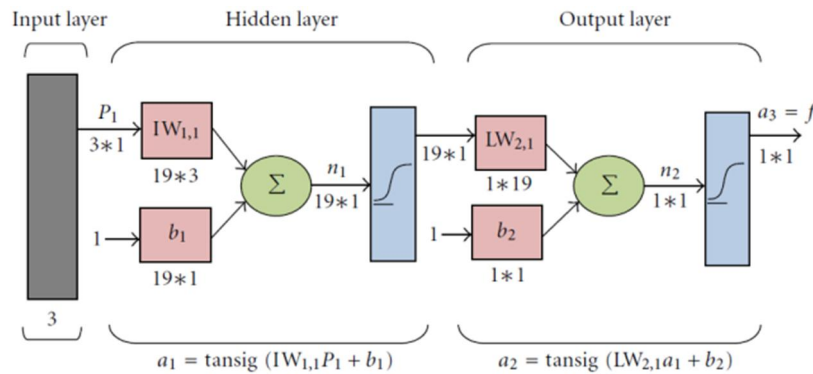 Input layer Hidden layer Output layer
P₁ IW₁,₁ LW₂,₁ a₃ = f
3∗1 n₁ 19∗1 n₂ 1∗1
19∗3 Σ 1∗19 Σ
19∗1 1∗1
1 b₁ 1 b₂
19∗1 1∗1
3
a₁ = tansig (IW₁,₁P₁ + b₁) a₂ = tansig (LW₂,₁a₁ + b₂)